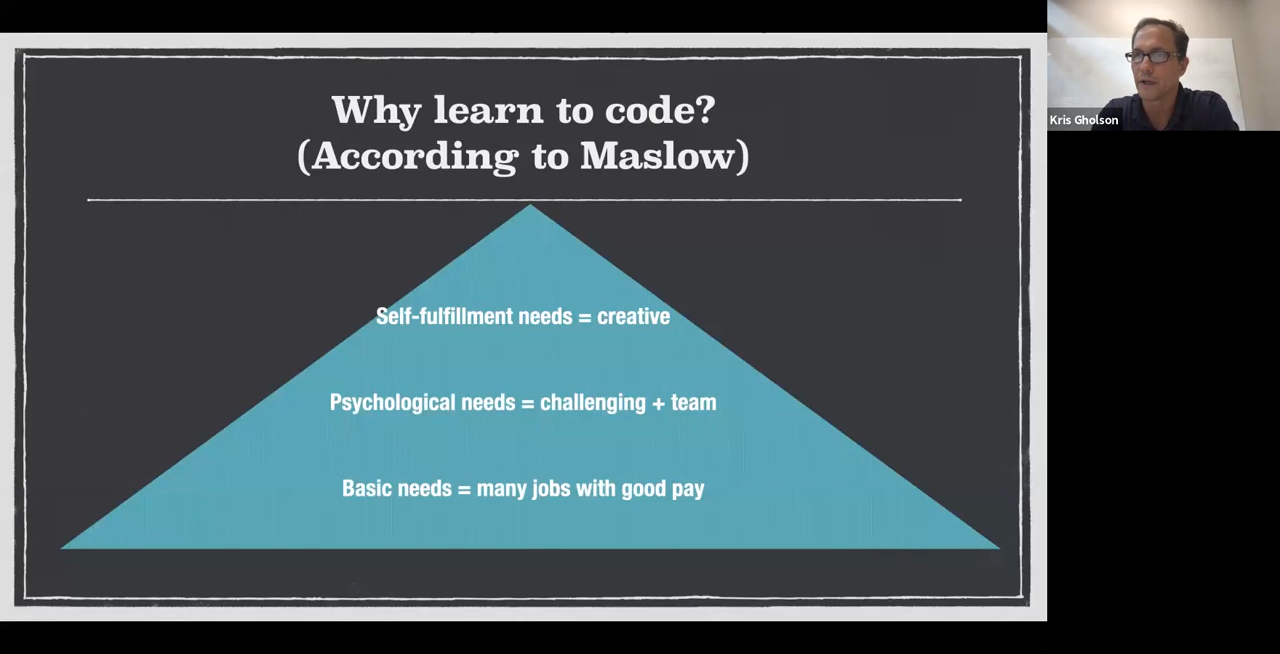 Why learn to code?
(According to Maslow)
Self-fulfillment needs = creative
Psychological needs = challenging + team
Basic needs = many jobs with good pay
Kris Gholson